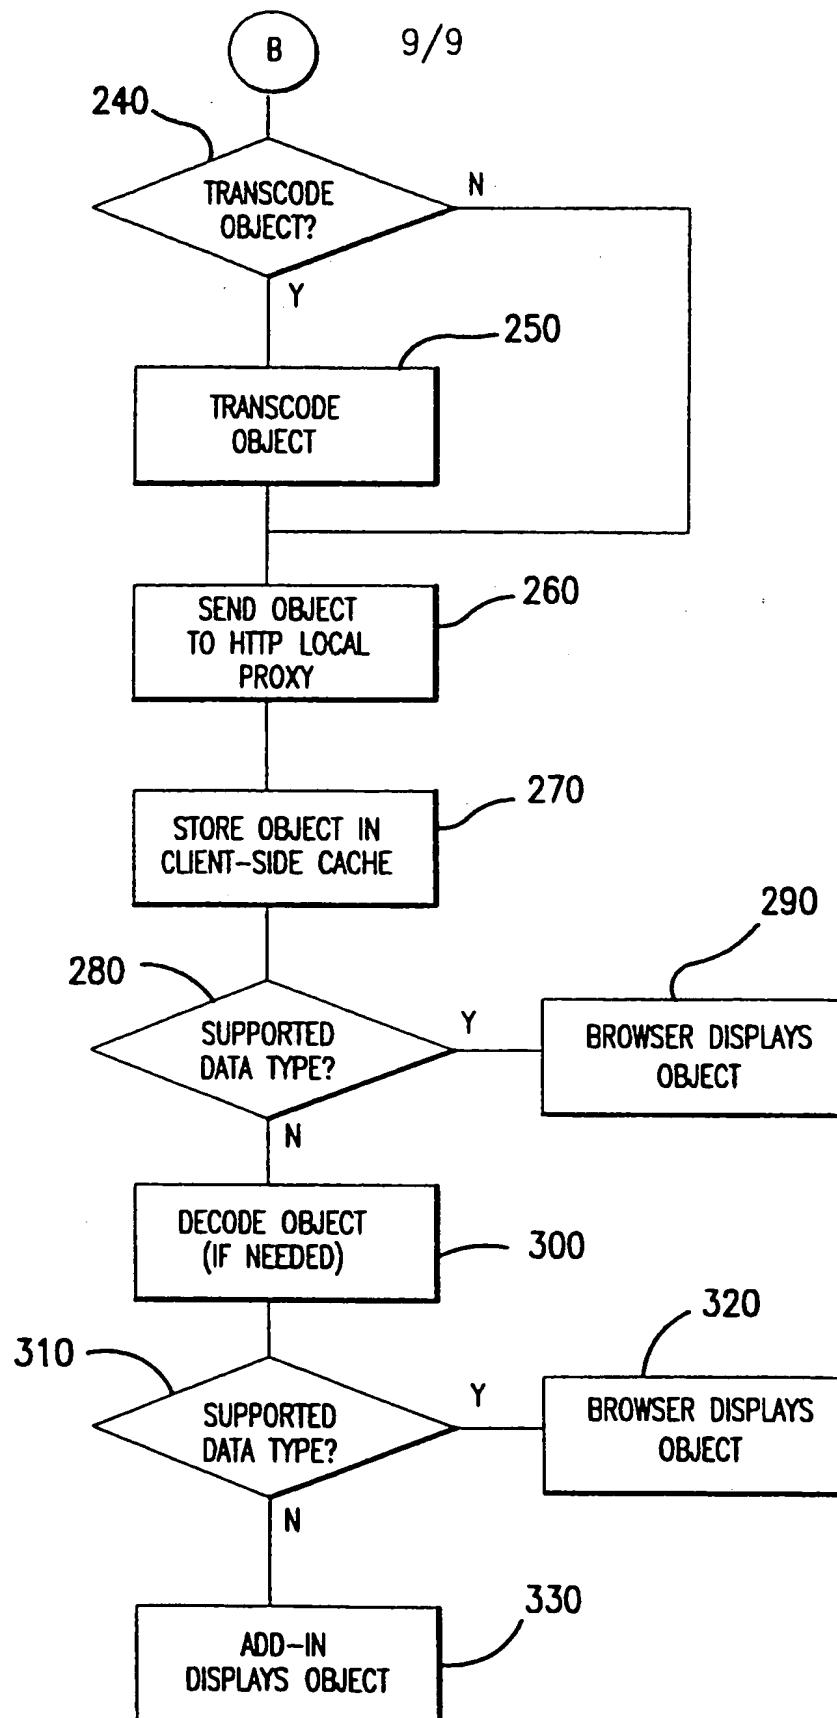 B
9/9
240
TRANSCODE
OBJECT?
N
Y
250
TRANSCODE
OBJECT
SEND OBJECT
TO HTTP LOCAL
PROXY
260
STORE OBJECT IN
CLIENT-SIDE CACHE
270
280
SUPPORTED
DATA TYPE?
Y
N
290
BROWSER DISPLAYS
OBJECT
DECODE OBJECT
(IF NEEDED)
300
310
SUPPORTED
DATA TYPE?
Y
N
320
BROWSER DISPLAYS
OBJECT
ADD-IN
DISPLAYS OBJECT
330